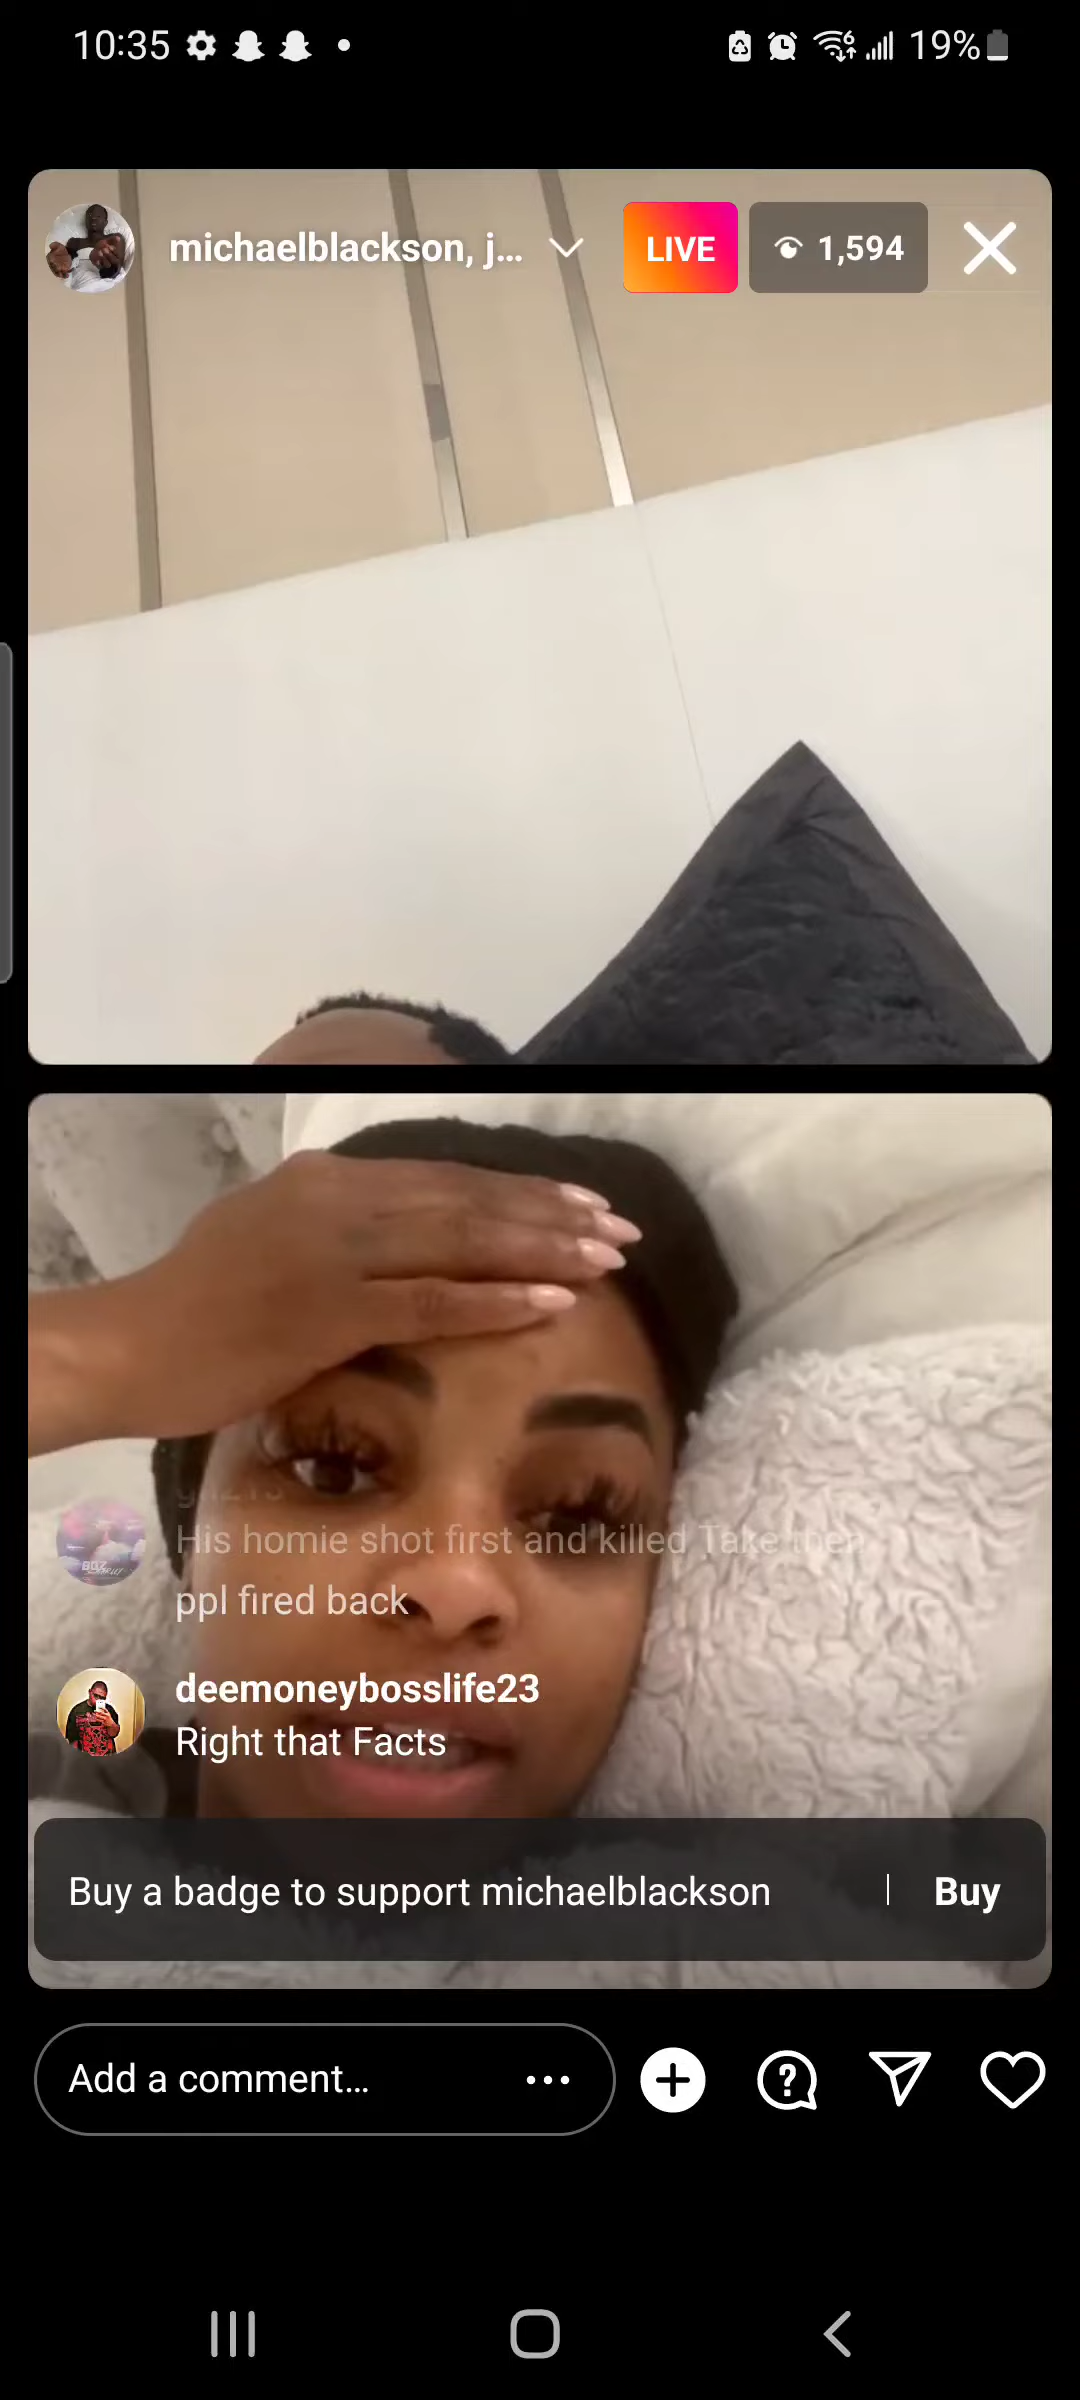 10:35
19%
michaelblackson, j...
LIVE
1,594
His homie shot first and killed Take then
ppl fired back
deemoneybosslife23
Right that Facts
Buy a badge to support michaelblackson | Buy
Add a comment...